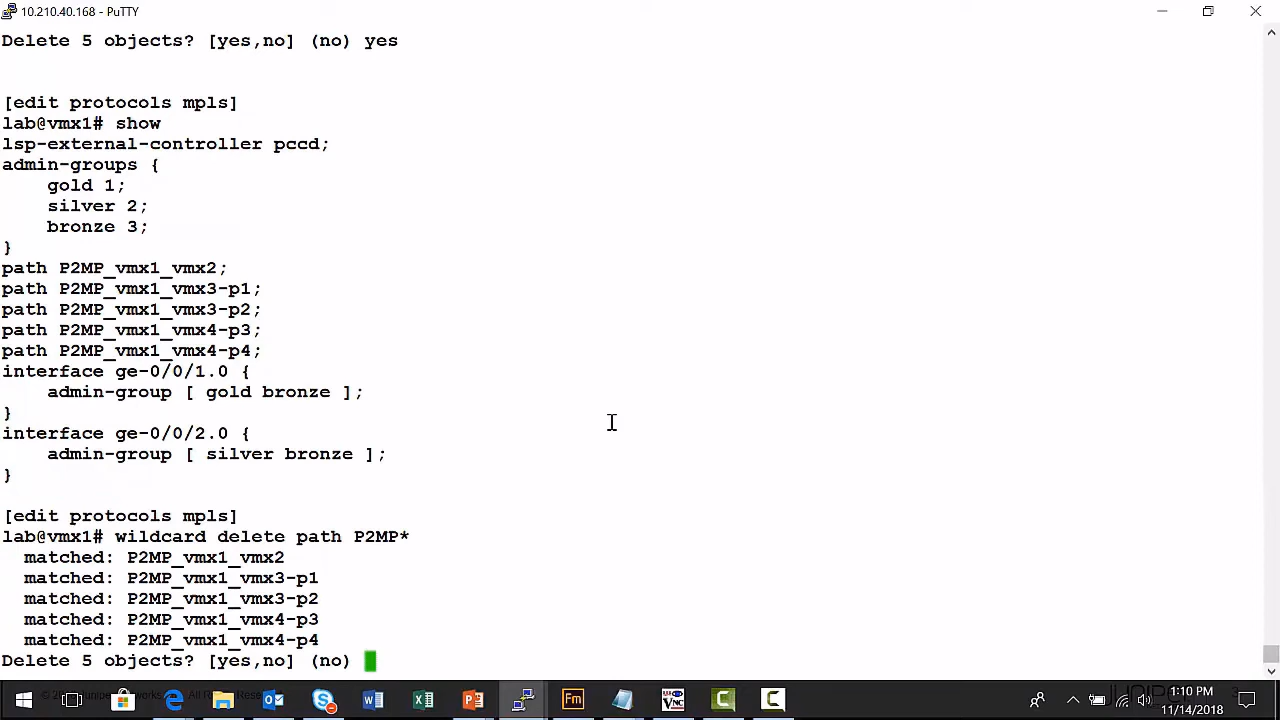 10.210.40.168 - PuTTY
Delete 5 objects? [yes,no] (no) yes
[edit protocols mpls]
lab@vmx1# show
lsp-external-controller pccd;
admin-groups {
    gold 1;
    silver 2;
    bronze 3;
}
path P2MP_vmx1_vmx2;
path P2MP_vmx1_vmx3-p1;
path P2MP_vmx1_vmx3-p2;
path P2MP_vmx1_vmx4-p3;
path P2MP_vmx1_vmx4-p4;
interface ge-0/0/1.0 {
    admin-group [ gold bronze ];
}
interface ge-0/0/2.0 {
    admin-group [ silver bronze ];
}
[edit protocols mpls]
lab@vmx1# wildcard delete path P2MP*
  matched: P2MP_vmx1_vmx2
  matched: P2MP_vmx1_vmx3-p1
  matched: P2MP_vmx1_vmx3-p2
  matched: P2MP_vmx1_vmx4-p3
  matched: P2MP_vmx1_vmx4-p4
Delete 5 objects? [yes,no] (no)
Fm
VNC
1:10 PM
11/14/2018